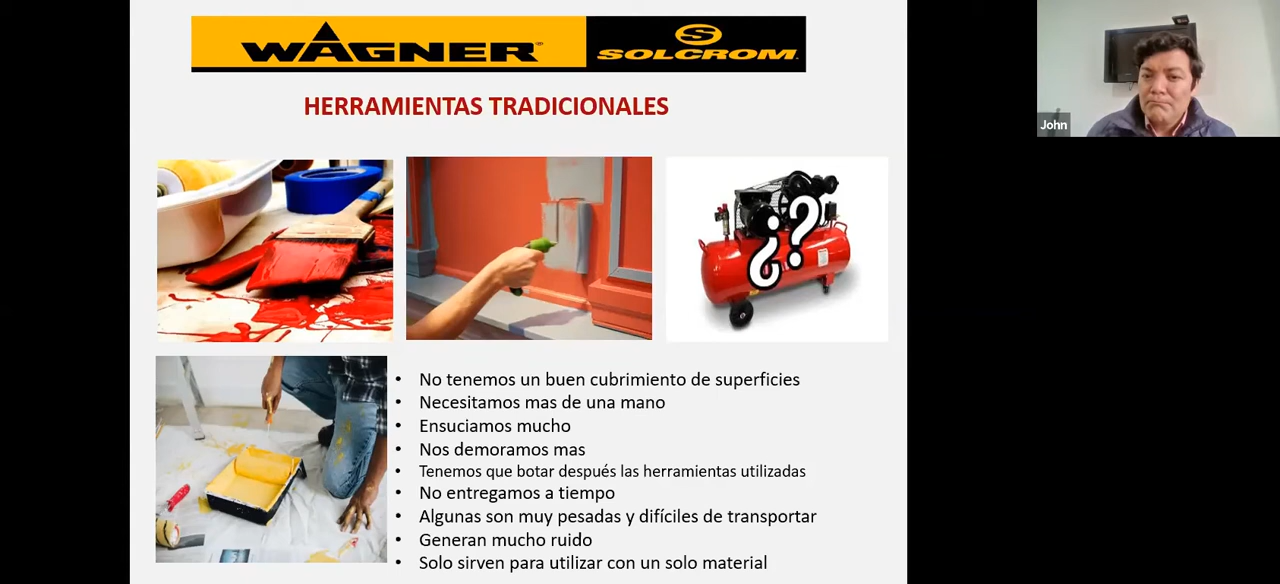 WAGNER
SOLCROM
HERRAMIENTAS TRADICIONALES
John
¿?
• No tenemos un buen cubrimiento de superficies
• Necesitamos mas de una mano
• Ensuciamos mucho
• Nos demoramos mas
• Tenemos que botar después las herramientas utilizadas
• No entregamos a tiempo
• Algunas son muy pesadas y difíciles de transportar
• Generan mucho ruido
• Solo sirven para utilizar con un solo material